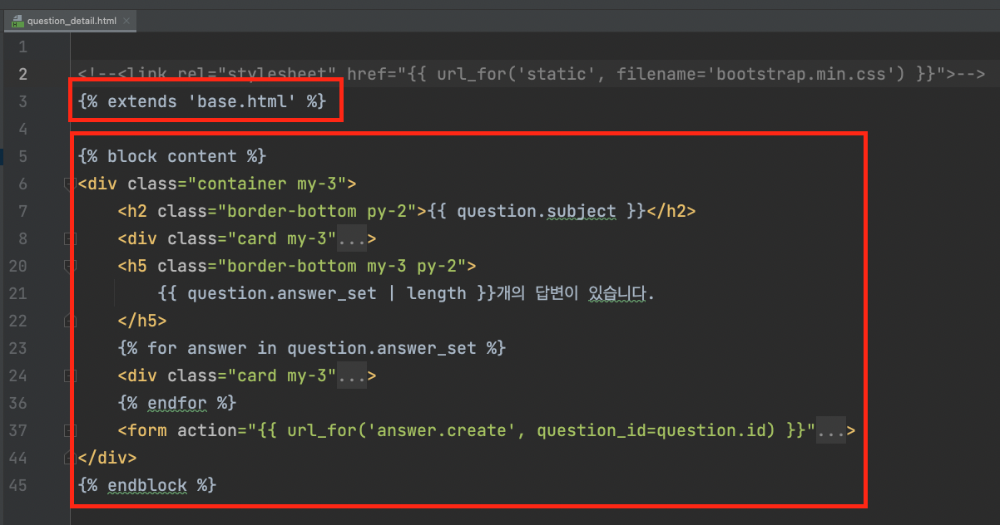 question_detail.html
1
2 <!--<link rel="stylesheet" href="{{ url_for('static', filename='bootstrap.min.css') }}">-->
3 {% extends 'base.html' %}
4
5 {% block content %}
6 <div class="container my-3">
7 <h2 class="border-bottom py-2">{{ question.subject }}</h2>
8 <div class="card my-3"...>
20 <h5 class="border-bottom my-3 py-2">
21 {{ question.answer_set | length }}개의 답변이 있습니다.
22 </h5>
23 {% for answer in question.answer_set %}
24 <div class="card my-3"...>
36 {% endfor %}
37 <form action="{{ url_for('answer.create', question_id=question.id) }}"...>
44 </div>
45 {% endblock %}